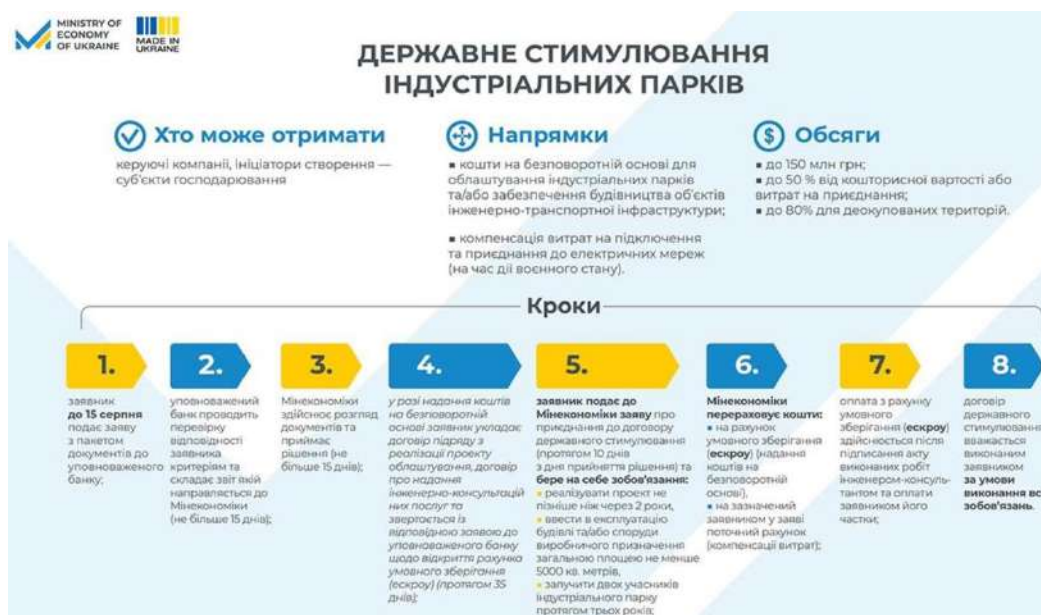 MINISTRY OF
ECONOMY
OF UKRAINE
MADE IN
UKRAINE
ДЕРЖАВНЕ СТИМУЛЮВАННЯ
ІНДУСТРІАЛЬНИХ ПАРКІВ
Хто може отримати
керуючі компанії, ініціатори створення —
суб'єкти господарювання
Напрямки
▪ кошти на безповоротній основі для
облаштування індустріальних парків
та/або забезпечення будівництва об'єктів
інженерно-транспортної інфраструктури;
▪ компенсація витрат на підключення
та приєднання до електричних мереж
(на час дії воєнного стану).
Обсяги
▪ до 150 млн грн;
▪ до 50 % від кошторисної вартості або
витрат на приєднання;
▪ до 80% для деокупованих територій.
Кроки
1.
заявник
до 15 серпня
подає заяву
з пакетом
документів до
уповноваженого
банку;
2.
уповноважений
банк проводить
перевірку
відповідності
заявника
критеріям та
складає звіт який
направляється до
Мінекономіки
(не більше 15 днів);
3.
Мінекономіки
здійснює розгляд
документів та
приймає
рішення (не
більше 15 днів);
4.
у разі надання коштів
на безповоротній
основі заявник укладає
договір підряду з
реалізації проекту
облаштування, договір
про надання
інженерно-консультацій
них послуг та
звертається із
відповідною заявою до
уповноваженого банку
щодо відкриття рахунка
умовного зберігання
(ескроу) (протягом 35
днів);
5.
заявник подає до
Мінекономіки заяву про
приєднання до договору
державного стимулювання
(протягом 10 днів
з дня прийняття рішення) та
бере на себе зобов'язання:
▪ реалізувати проект не
пізніше ніж через 2 роки,
▪ ввести в експлуатацію
будівлі та/або споруди
виробничого призначення
загальною площею не менше
5000 кв. метрів,
▪ залучити двох учасників
індустріального парку
протягом трьох років;
6.
Мінекономіки
перераховує кошти:
▪ на рахунок
умовного зберігання
(ескроу) (надання
коштів на
безповоротній
основі),
▪ на зазначений
заявником у заяві
поточний рахунок
(компенсації витрат);
7.
оплата з рахунку
умовного
зберігання (ескроу)
здійснюється після
підписання акту
виконаних робіт
інженером-консуль-
тантом та оплати
заявником його
частки;
8.
договір
державного
стимулювання
вважається
виконаним
заявником
за умови
виконання вс
зобов'язань.